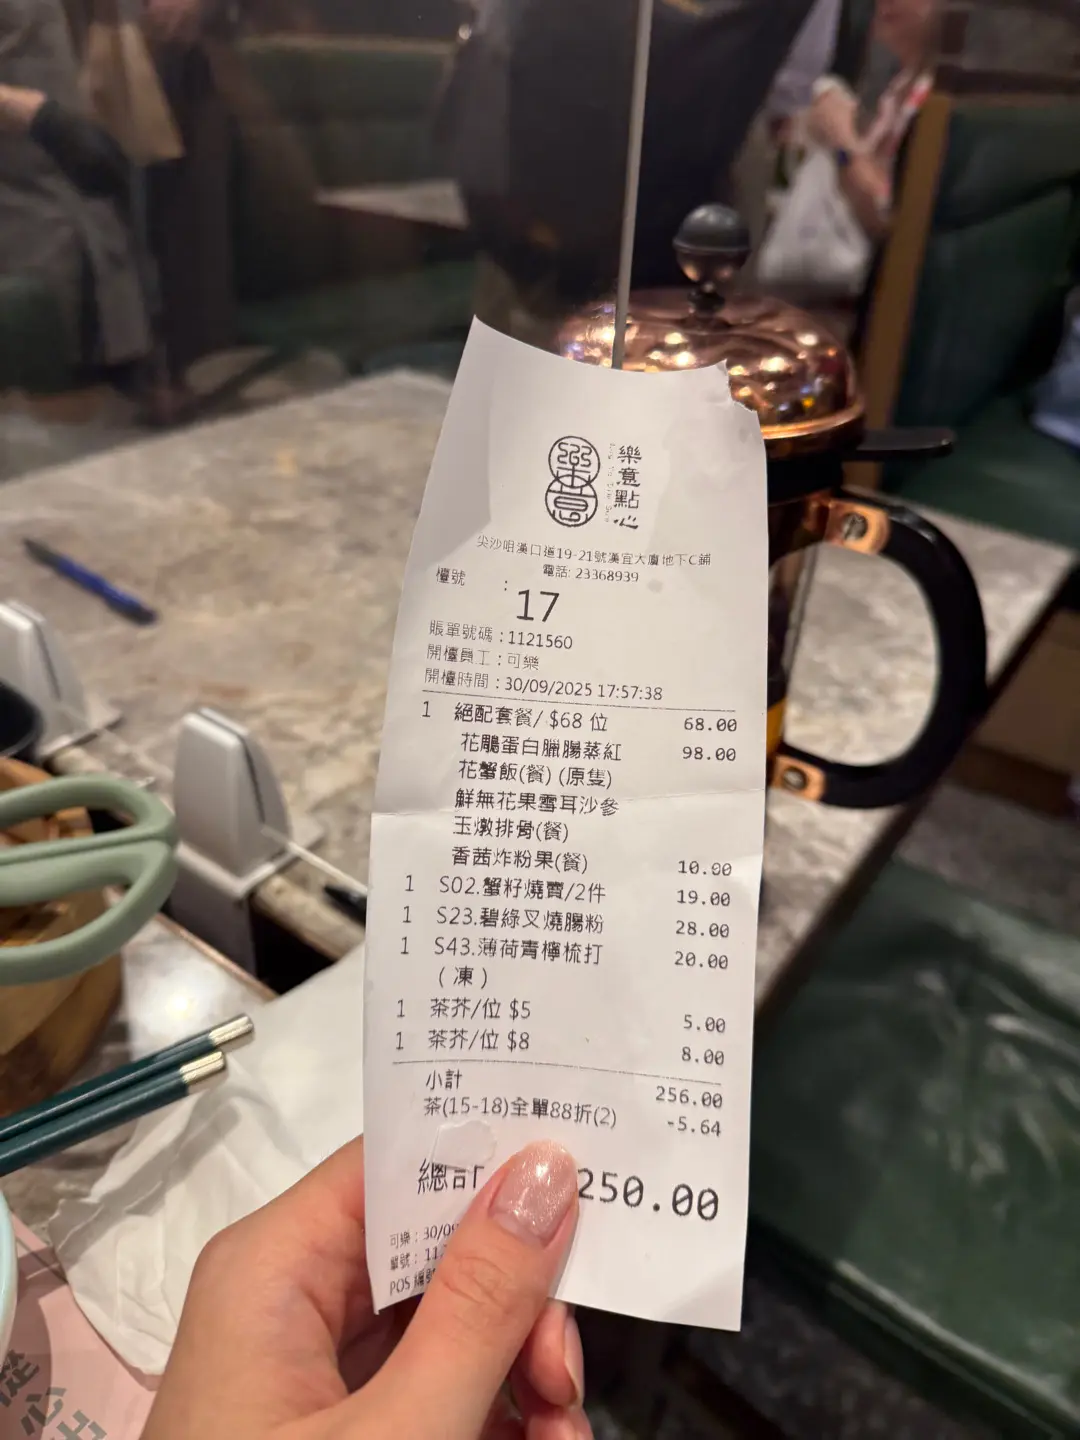 樂意點心
尖沙咀漢口道19-21號漢宜大廈地下C鋪
電話: 23368939
檯號 : 17
賬單號碼 : 1121560
開檯員工 : 可樂
開檯時間 : 30/09/2025 17:57:38
1 絕配套餐/ $68 位 68.00
花鵰蛋白臘腸蒸紅 98.00
花蟹飯(餐) (原隻)
鮮無花果雪耳沙參
玉燉排骨(餐)
香茜炸粉果(餐) 10.00
1 S02.蟹籽燒賣/2件 19.00
1 S23.碧綠叉燒腸粉 28.00
1 S43.薄荷青檸梳打 20.00
( 凍 )
1 茶芥/位 $5 5.00
1 茶芥/位 $8 8.00
小計 256.00
茶(15-18)全單88折(2) -5.64
總計 250.00
可樂 : 30/09
單號 : 11
POS 編號